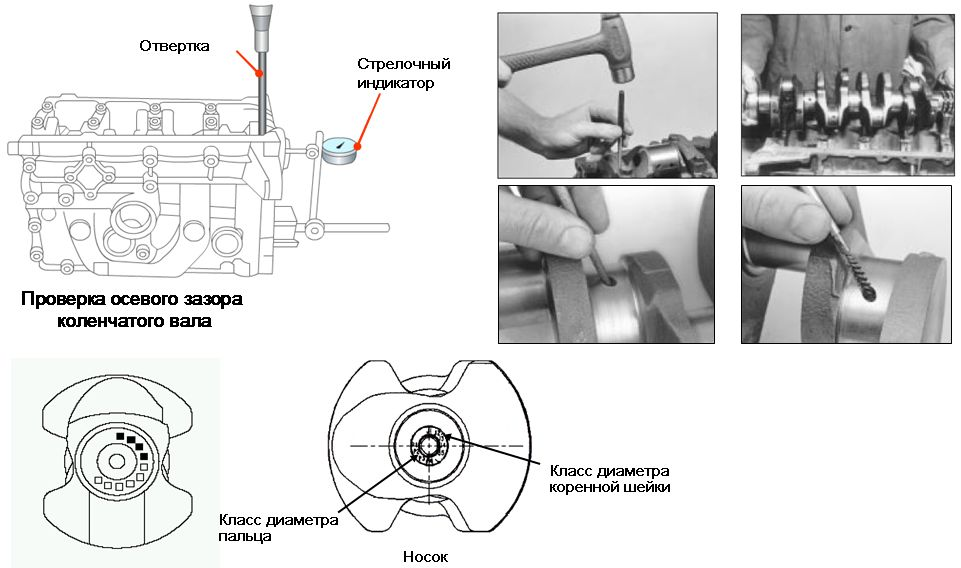 Отвертка
Стрелочный
индикатор
Проверка осевого зазора
коленчатого вала
Класс диаметра
коренной шейки
Класс диаметра
пальца
Носок